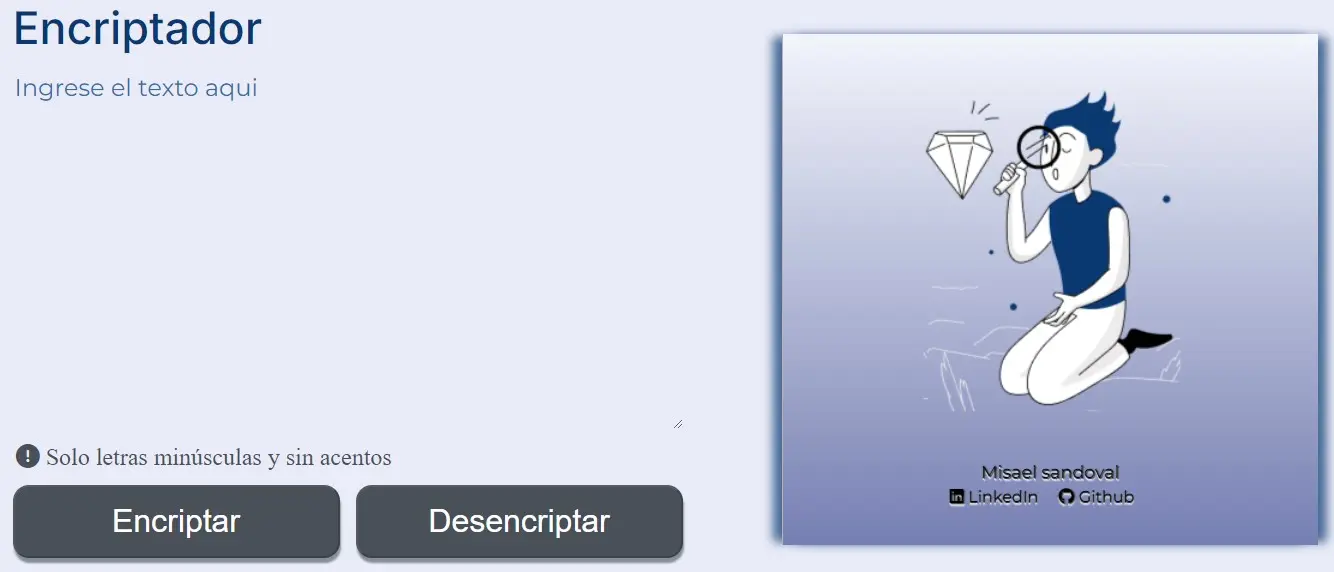 Encriptador
Ingrese el texto aqui
Solo letras minúsculas y sin acentos
Encriptar
Desencriptar
Misael sandoval
LinkedIn Github